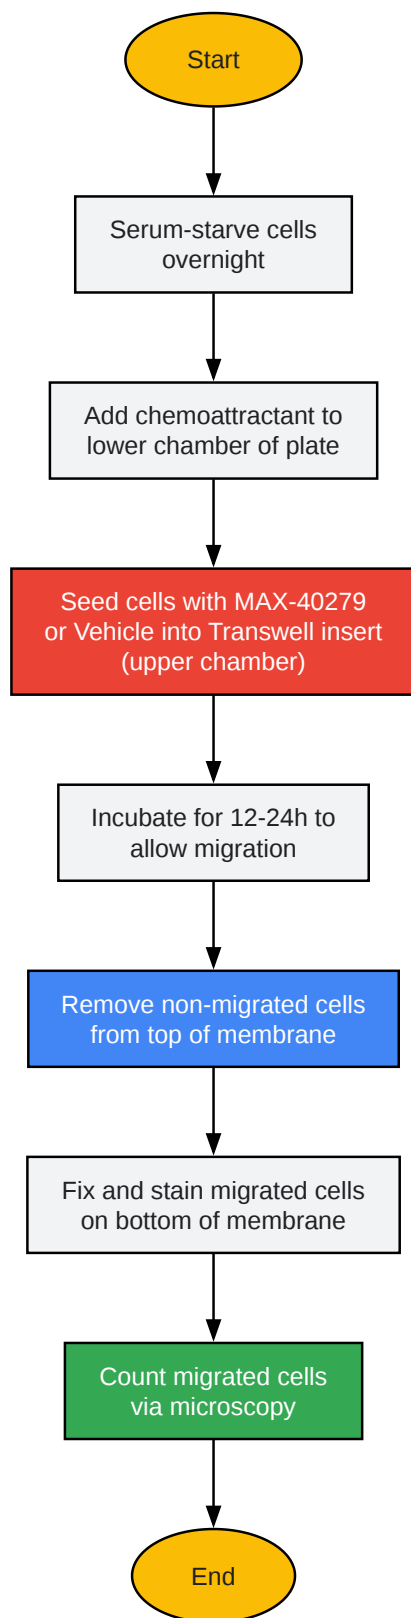 Start
Serum-starve cells
overnight
Add chemoattractant to
lower chamber of plate
Seed cells with MAX-40279
or Vehicle into Transwell insert
(upper chamber)
Incubate for 12-24h to
allow migration
Remove non-migrated cells
from top of membrane
Fix and stain migrated cells
on bottom of membrane
Count migrated cells
via microscopy
End